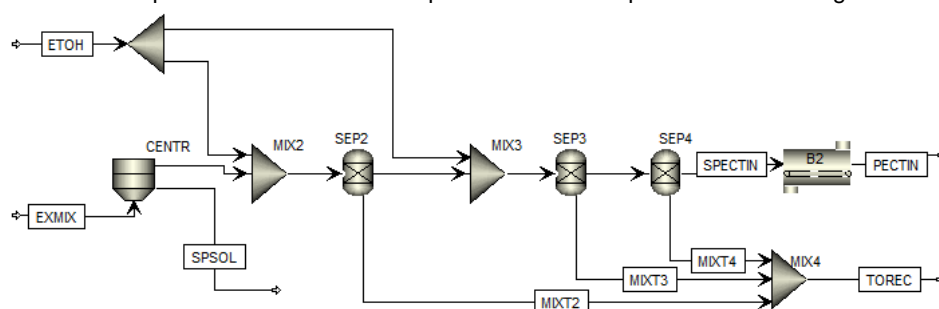 ETOH
CENTR
MIX2
SEP2
MIX3
SEP3
SEP4
SPECTIN
B2
PECTIN
EXMIX
SPSOL
MIXT4
MIX4
MIXT3
TOREC
MIXT2